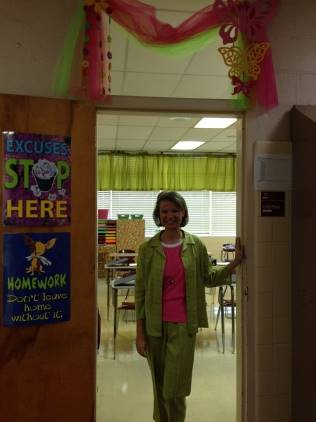 EXCUSES
STOP
HERE
HOMEWORK
Don't leave
home
without it.